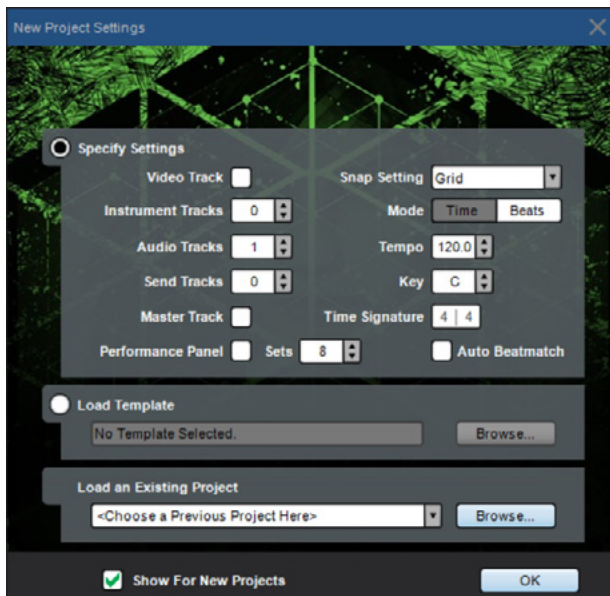 New Project Settings
Specify Settings
Video Track Snap Setting Grid
Instrument Tracks 0 Mode Time Beats
Audio Tracks 1 Tempo 120.0
Send Tracks 0 Key C
Master Track Time Signature 4 | 4
Performance Panel Sets 8 Auto Beatmatch
Load Template
No Template Selected. Browse...
Load an Existing Project
<Choose a Previous Project Here> Browse...
Show For New Projects OK